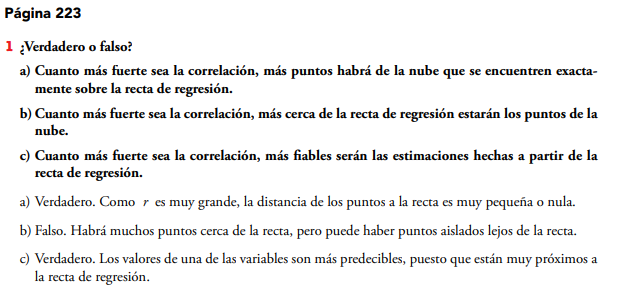 Página 223
1 ¿Verdadero o falso?
a) Cuanto más fuerte sea la correlación, más puntos habrá de la nube que se encuentren exacta-
mente sobre la recta de regresión.
b) Cuanto más fuerte sea la correlación, más cerca de la recta de regresión estarán los puntos de la
nube.
c) Cuanto más fuerte sea la correlación, más fiables serán las estimaciones hechas a partir de la
recta de regresión.
a) Verdadero. Como r es muy grande, la distancia de los puntos a la recta es muy pequeña o nula.
b) Falso. Habrá muchos puntos cerca de la recta, pero puede haber puntos aislados lejos de la recta.
c) Verdadero. Los valores de una de las variables son más predecibles, puesto que están muy próximos a
la recta de regresión.